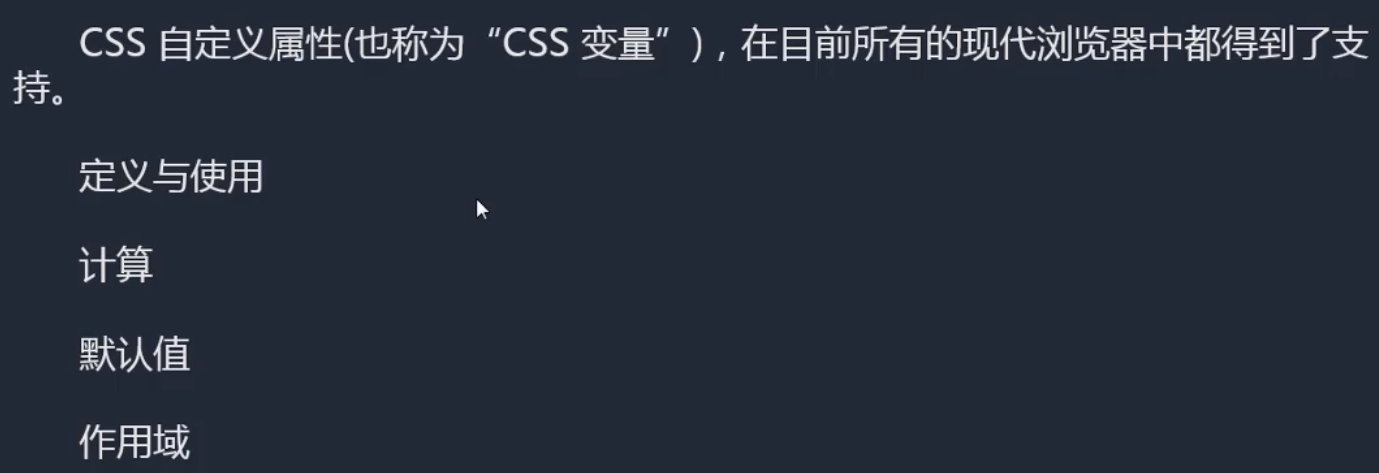 CSS 自定义属性(也称为“CSS 变量”)，在目前所有的现代浏览器中都得到了支
持。
定义与使用
计算
默认值
作用域